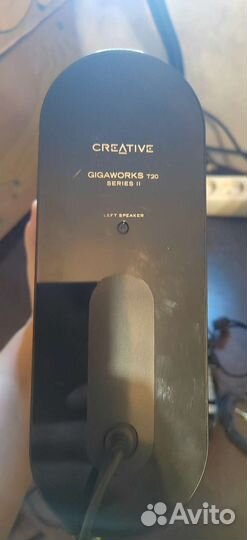 CREATIVE
GIGAWORKS T20
SERIES II
LEFT SPEAKER
Avito